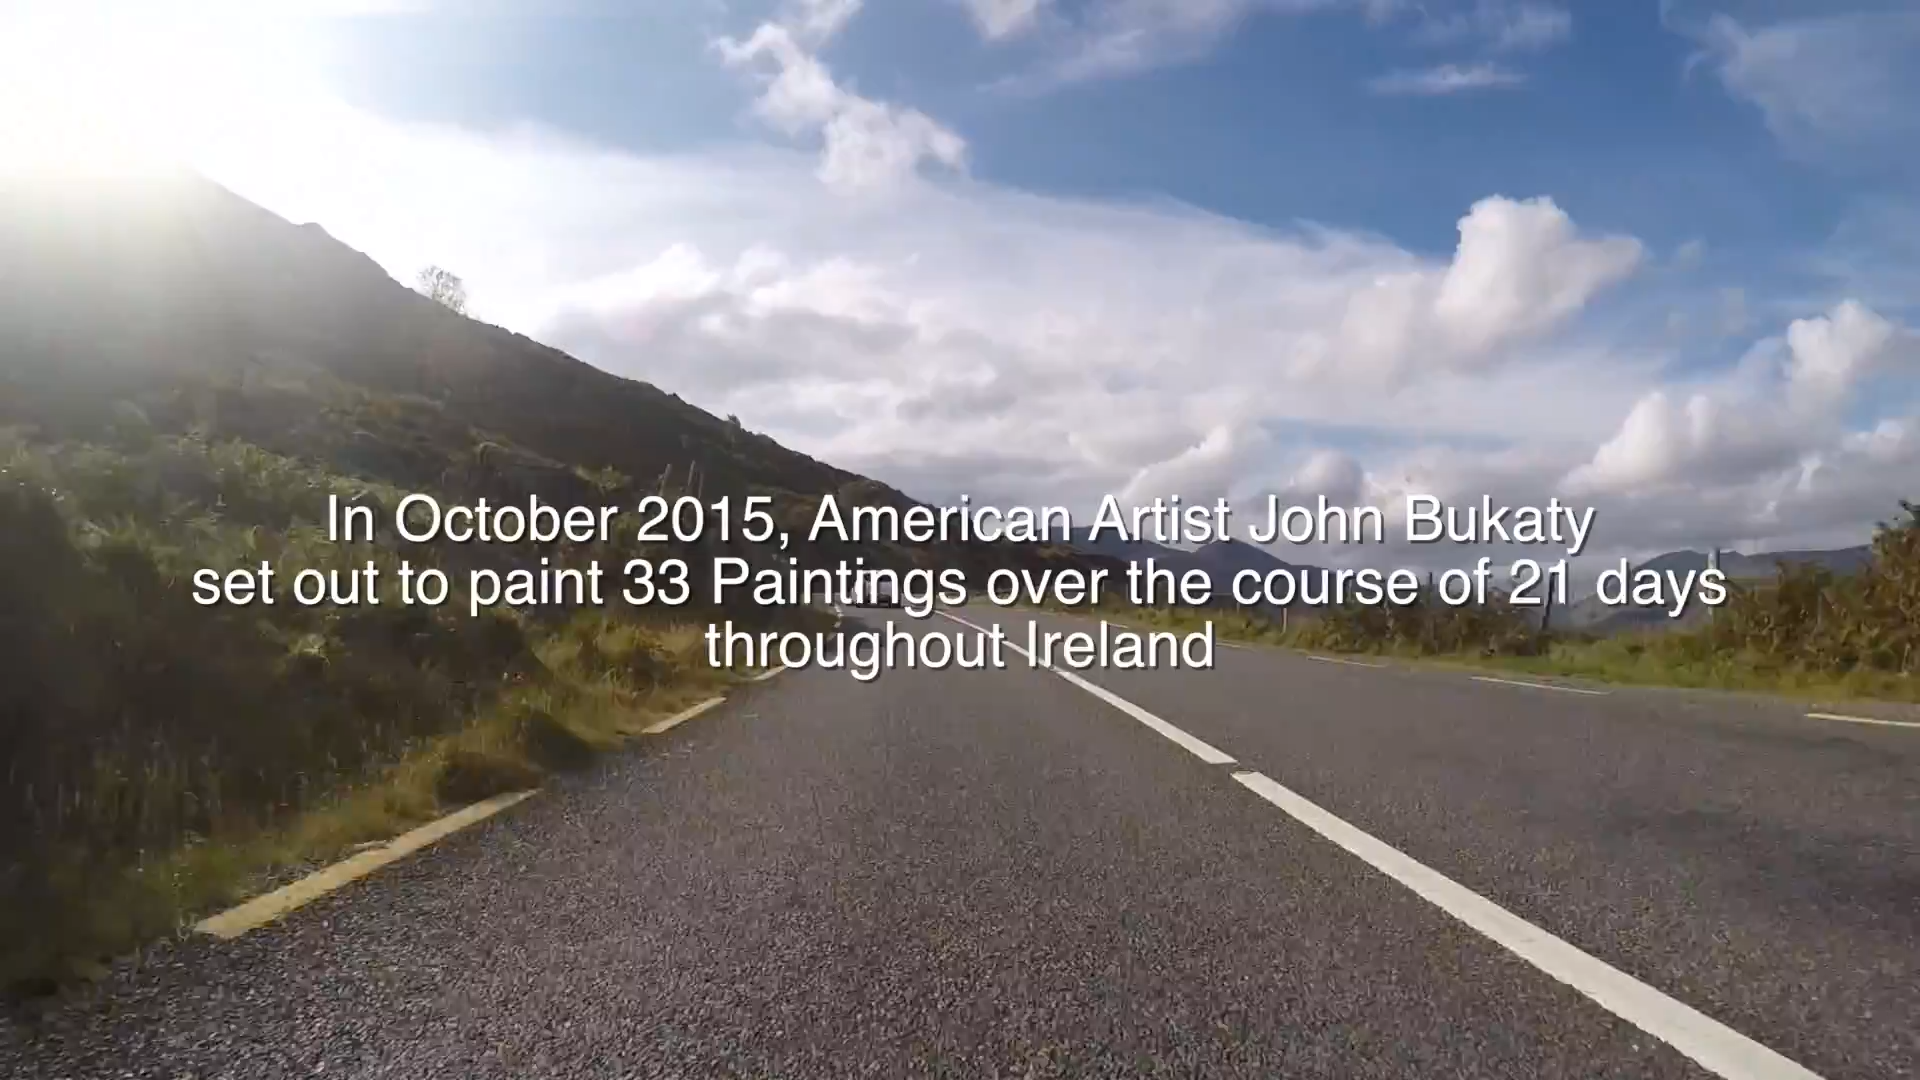 In October 2015, American Artist John Bukaty
set out to paint 33 Paintings over the course of 21 days
throughout Ireland